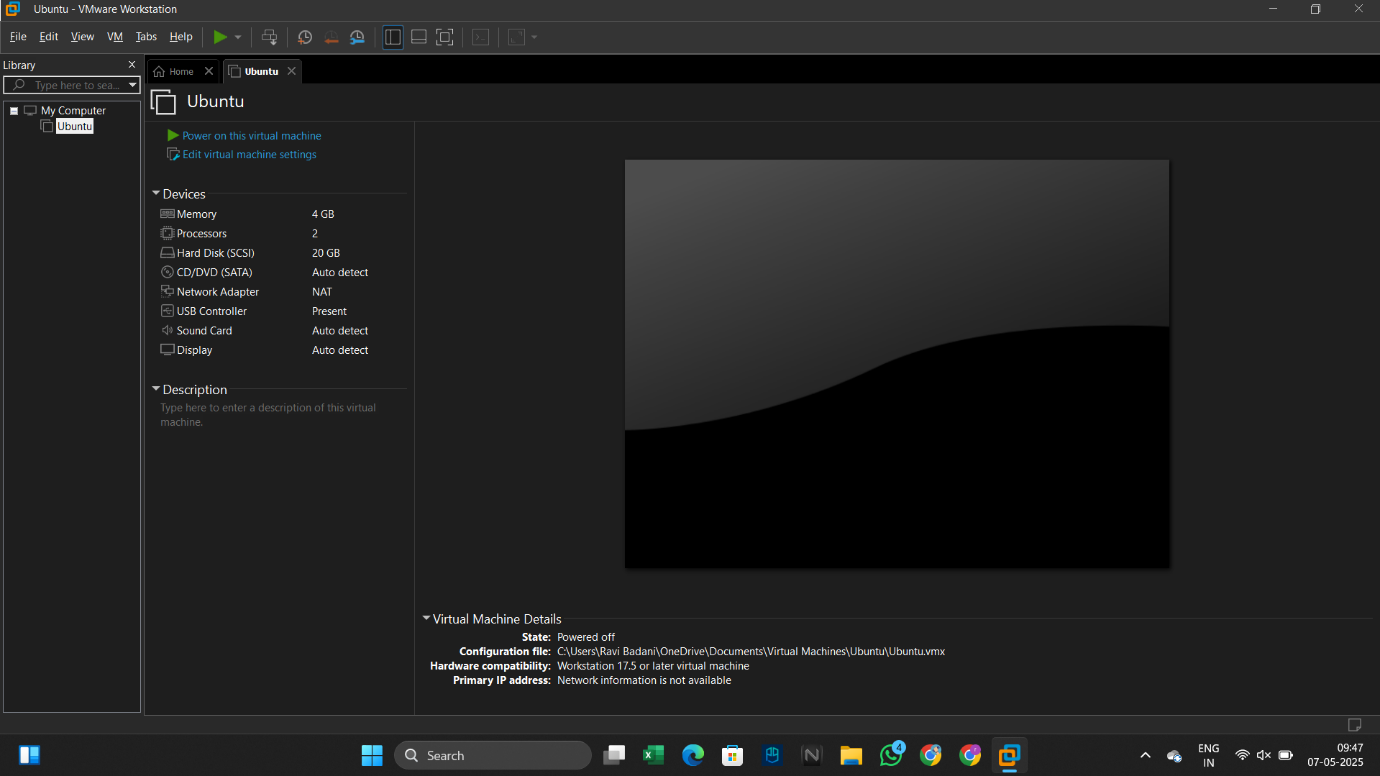 Ubuntu - VMware Workstation
File Edit View VM Tabs Help
Library
Type here to sea...
My Computer
Ubuntu
Home
Ubuntu
Ubuntu
Power on this virtual machine
Edit virtual machine settings
Devices
Memory 4 GB
Processors 2
Hard Disk (SCSI) 20 GB
CD/DVD (SATA) Auto detect
Network Adapter NAT
USB Controller Present
Sound Card Auto detect
Display Auto detect
Description
Type here to enter a description of this virtual
machine.
Virtual Machine Details
State: Powered off
Configuration file: C:\Users\Ravi Badani\OneDrive\Documents\Virtual Machines\Ubuntu\Ubuntu.vmx
Hardware compatibility: Workstation 17.5 or later virtual machine
Primary IP address: Network information is not available
Search
4
ENG
IN
09:47
07-05-2025